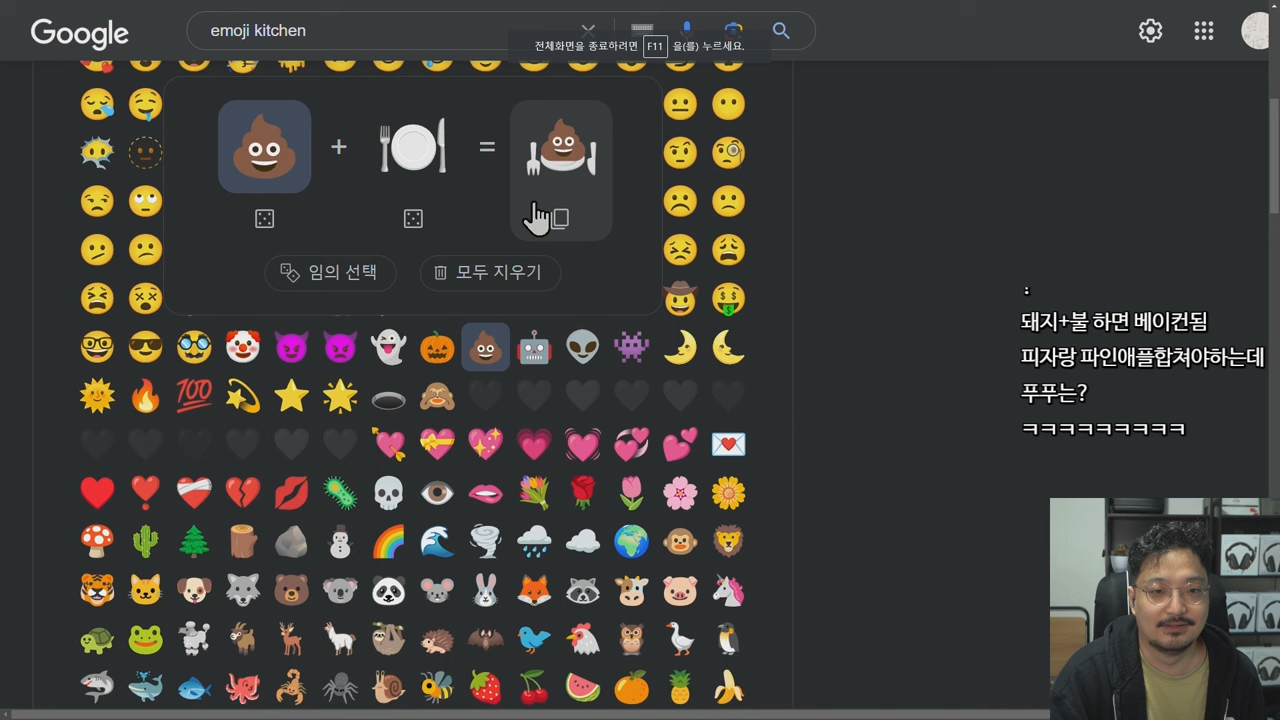 Google
emoji kitchen
전체화면을 종료하려면 F11 을(를) 누르세요.
+
=
임의 선택
모두 지우기
:
돼지+불 하면 베이컨됨
피자랑 파인애플합쳐야하는데
푸푸는?
ㅋㅋㅋㅋㅋㅋㅋㅋㅋ